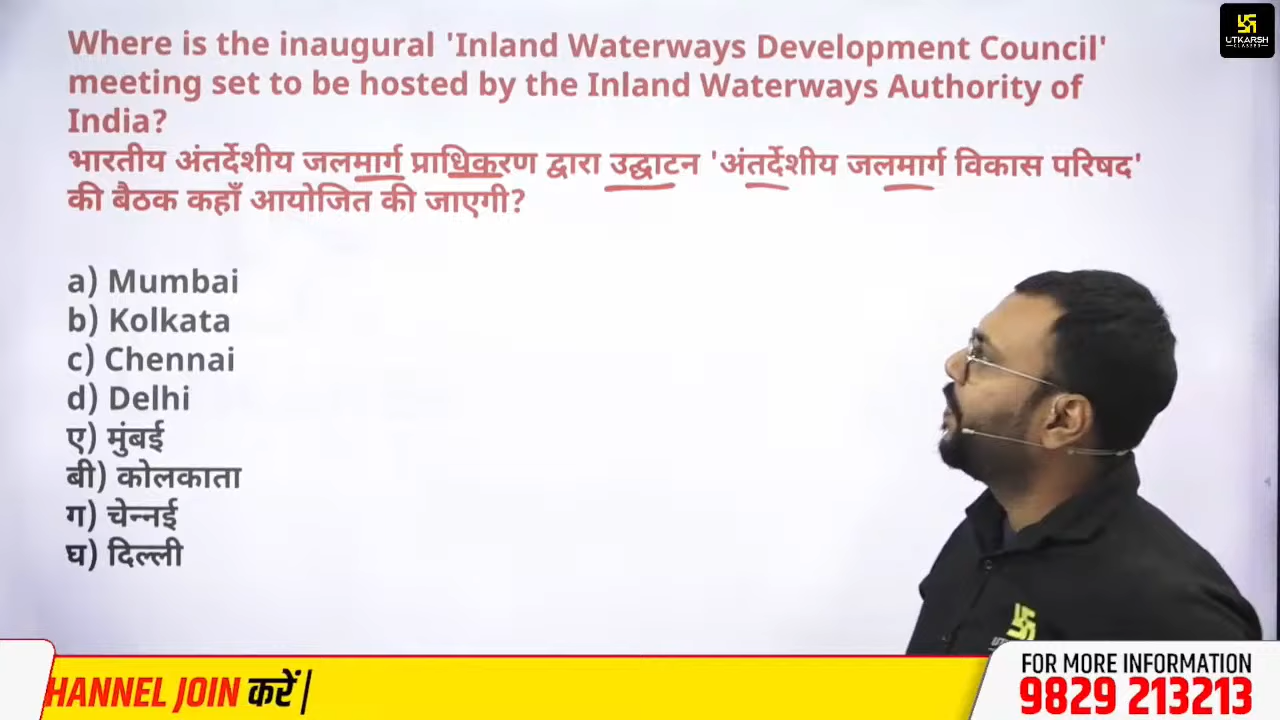 Where is the inaugural 'Inland Waterways Development Council'
meeting set to be hosted by the Inland Waterways Authority of
India?
भारतीय अंतर्देशीय जलमार्ग प्राधिकरण द्वारा उद्घाटन 'अंतर्देशीय जलमार्ग विकास परिषद'
की बैठक कहाँ आयोजित की जाएगी?
a) Mumbai
b) Kolkata
c) Chennai
d) Delhi
ए) मुंबई
बी) कोलकाता
ग) चेन्नई
घ) दिल्ली
UTKARSH
CLASSES
HANNEL JOIN करें
FOR MORE INFORMATION
9829 213213